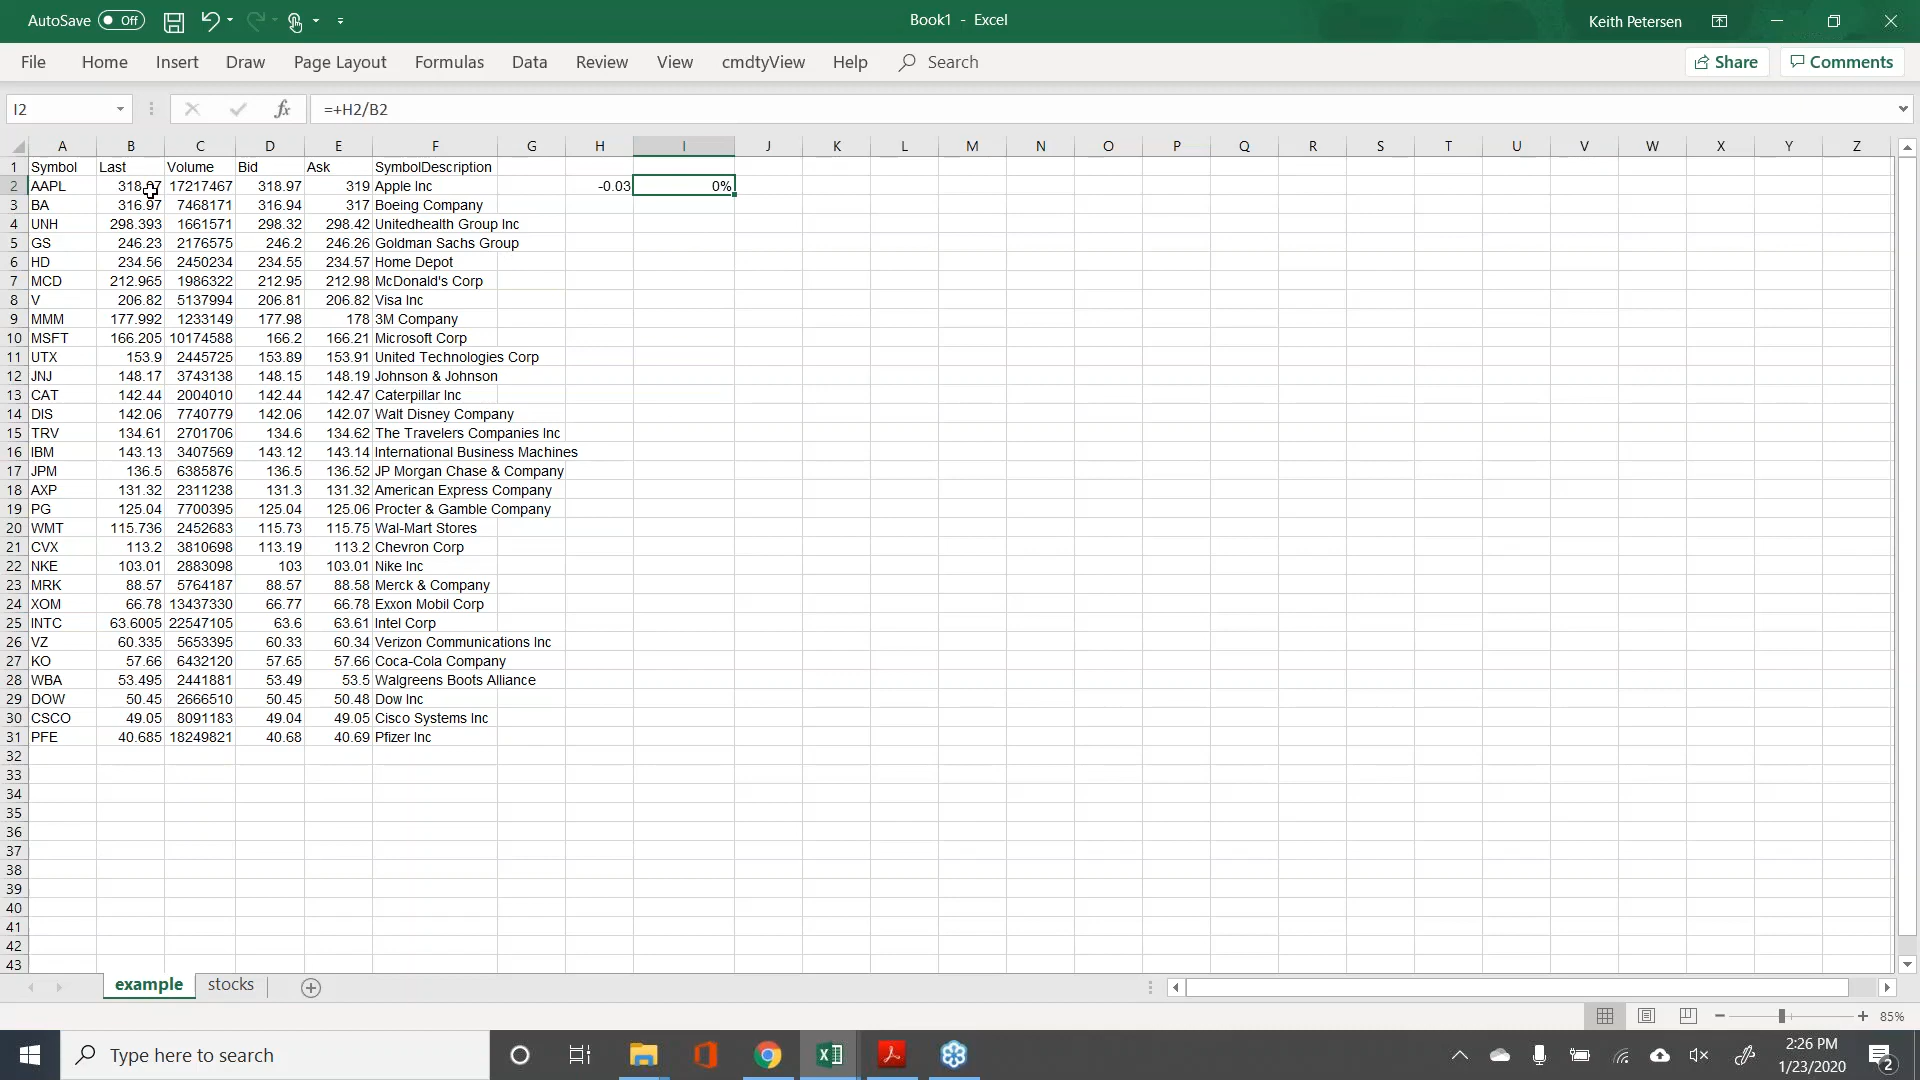 AutoSave Off Book1 - Excel Keith Petersen
File Home Insert Draw Page Layout Formulas Data Review View cmdtyView Help Search Share Comments
I2 fx =+H2/B2
A B C D E F G H I J K L M N O P Q R S T U V W X Y Z
1 Symbol Last Volume Bid Ask SymbolDescription
2 AAPL 318.97 17217467 318.97 319 Apple Inc -0.03 0%
3 BA 316.97 7468171 316.94 317 Boeing Company
4 UNH 298.393 1661571 298.32 298.42 Unitedhealth Group Inc
5 GS 246.23 2176575 246.2 246.26 Goldman Sachs Group
6 HD 234.56 2450234 234.55 234.57 Home Depot
7 MCD 212.965 1986322 212.95 212.98 McDonald's Corp
8 V 206.82 5137994 206.81 206.82 Visa Inc
9 MMM 177.992 1233149 177.98 178 3M Company
10 MSFT 166.205 10174588 166.2 166.21 Microsoft Corp
11 UTX 153.9 2445725 153.89 153.91 United Technologies Corp
12 JNJ 148.17 3743138 148.15 148.19 Johnson & Johnson
13 CAT 142.44 2004010 142.44 142.47 Caterpillar Inc
14 DIS 142.06 7740779 142.06 142.07 Walt Disney Company
15 TRV 134.61 2701706 134.6 134.62 The Travelers Companies Inc
16 IBM 143.13 3407569 143.12 143.14 International Business Machines
17 JPM 136.5 6385876 136.5 136.52 JP Morgan Chase & Company
18 AXP 131.32 2311238 131.3 131.32 American Express Company
19 PG 125.04 7700395 125.04 125.06 Procter & Gamble Company
20 WMT 115.736 2452683 115.73 115.75 Wal-Mart Stores
21 CVX 113.2 3810698 113.19 113.2 Chevron Corp
22 NKE 103.01 2883098 103 103.01 Nike Inc
23 MRK 88.57 5764187 88.57 88.58 Merck & Company
24 XOM 66.78 13437330 66.77 66.78 Exxon Mobil Corp
25 INTC 63.6005 22547105 63.6 63.61 Intel Corp
26 VZ 60.335 5653395 60.33 60.34 Verizon Communications Inc
27 KO 57.66 6432120 57.65 57.66 Coca-Cola Company
28 WBA 53.495 2441881 53.49 53.5 Walgreens Boots Alliance
29 DOW 50.45 2666510 50.45 50.48 Dow Inc
30 CSCO 49.05 8091183 49.04 49.05 Cisco Systems Inc
31 PFE 40.685 18249821 40.68 40.69 Pfizer Inc
32
33
34
35
36
37
38
39
40
41
42
43
example stocks
85%
Type here to search
2:26 PM
1/23/2020
2